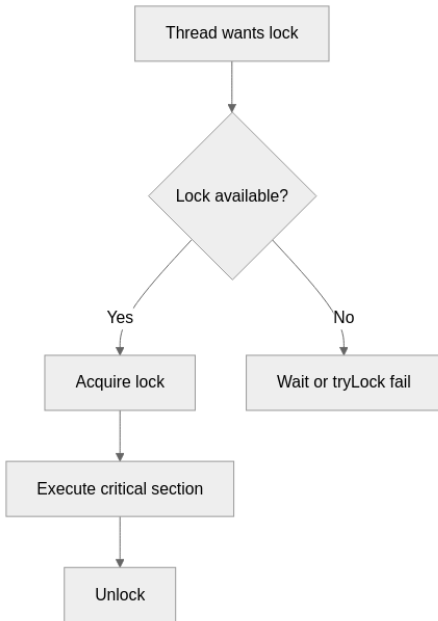 Thread wants lock
Lock available?
Yes
No
Acquire lock
Wait or tryLock fail
Execute critical section
Unlock